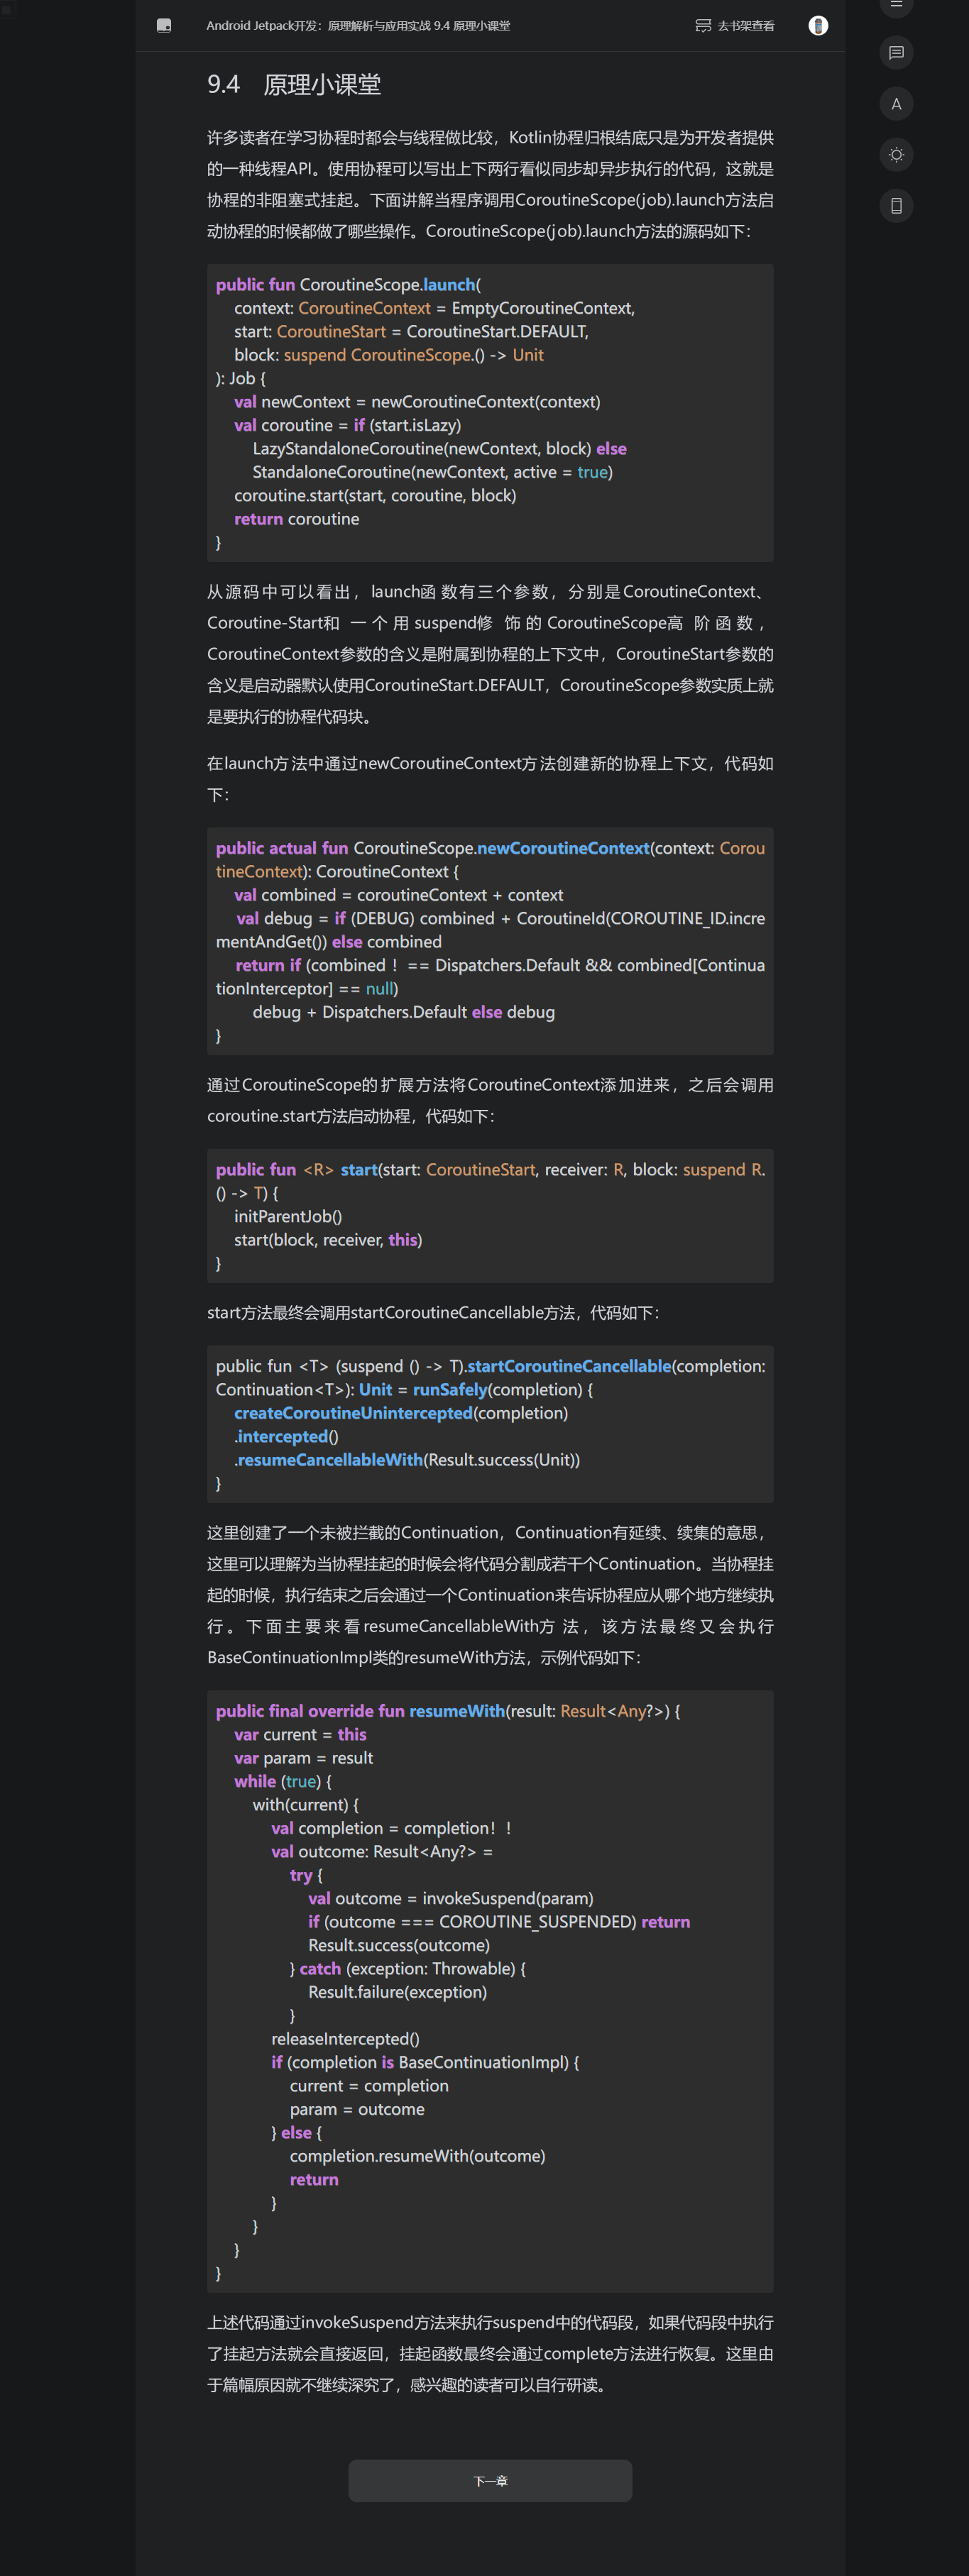 Android Jetpack开发：原理解析与应用实战 9.4 原理小课堂
去书架查看
A
9.4 原理小课堂
许多读者在学习协程时都会与线程做比较，Kotlin协程归根结底只是为开发者提供
的一种线程API。使用协程可以写出上下两行看似同步却异步执行的代码，这就是
协程的非阻塞式挂起。下面讲解当程序调用CoroutineScope(job).launch方法启
动协程的时候都做了哪些操作。CoroutineScope(job).launch方法的源码如下：
public fun CoroutineScope.launch(
context: CoroutineContext = EmptyCoroutineContext,
start: CoroutineStart = CoroutineStart.DEFAULT,
block: suspend CoroutineScope.() -> Unit
): Job {
val newContext = newCoroutineContext(context)
val coroutine = if (start.isLazy)
LazyStandaloneCoroutine(newContext, block) else
StandaloneCoroutine(newContext, active = true)
coroutine.start(start, coroutine, block)
return coroutine
}
从源码中可以看出，launch函数有三个参数，分别是CoroutineContext、
Coroutine-Start和一个用suspend修饰的CoroutineScope高阶函数，
CoroutineContext参数的含义是附属到协程的上下文中，CoroutineStart参数的
含义是启动器默认使用CoroutineStart.DEFAULT，CoroutineScope参数实质上就
是要执行的协程代码块。
在launch方法中通过newCoroutineContext方法创建新的协程上下文，代码如
下：
public actual fun CoroutineScope.newCoroutineContext(context: Corou
tineContext): CoroutineContext {
val combined = coroutineContext + context
val debug = if (DEBUG) combined + CoroutineId(COROUTINE_ID.incre
mentAndGet()) else combined
return if (combined ！== Dispatchers.Default && combined[Continua
tionInterceptor] == null)
debug + Dispatchers.Default else debug
}
通过CoroutineScope的扩展方法将CoroutineContext添加进来，之后会调用
coroutine.start方法启动协程，代码如下：
public fun <R> start(start: CoroutineStart, receiver: R, block: suspend R.
() -> T) {
initParentJob()
start(block, receiver, this)
}
start方法最终会调用startCoroutineCancellable方法，代码如下：
public fun <T> (suspend () -> T).startCoroutineCancellable(completion:
Continuation<T>): Unit = runSafely(completion) {
createCoroutineUnintercepted(completion)
.intercepted()
.resumeCancellableWith(Result.success(Unit))
}
这里创建了一个未被拦截的Continuation，Continuation有延续、续集的意思，
这里可以理解为当协程挂起的时候会将代码分割成若干个Continuation。当协程挂
起的时候，执行结束之后会通过一个Continuation来告诉协程应从哪个地方继续执
行。下面主要来看resumeCancellableWith方法，该方法最终又会执行
BaseContinuationImpl类的resumeWith方法，示例代码如下：
public final override fun resumeWith(result: Result<Any?>) {
var current = this
var param = result
while (true) {
with(current) {
val completion = completion！！
val outcome: Result<Any?> =
try {
val outcome = invokeSuspend(param)
if (outcome === COROUTINE_SUSPENDED) return
Result.success(outcome)
} catch (exception: Throwable) {
Result.failure(exception)
}
releaseIntercepted()
if (completion is BaseContinuationImpl) {
current = completion
param = outcome
} else {
completion.resumeWith(outcome)
return
}
}
}
}
上述代码通过invokeSuspend方法来执行suspend中的代码段，如果代码段中执行
了挂起方法就会直接返回，挂起函数最终会通过complete方法进行恢复。这里由
于篇幅原因就不继续深究了，感兴趣的读者可以自行研读。
下一章